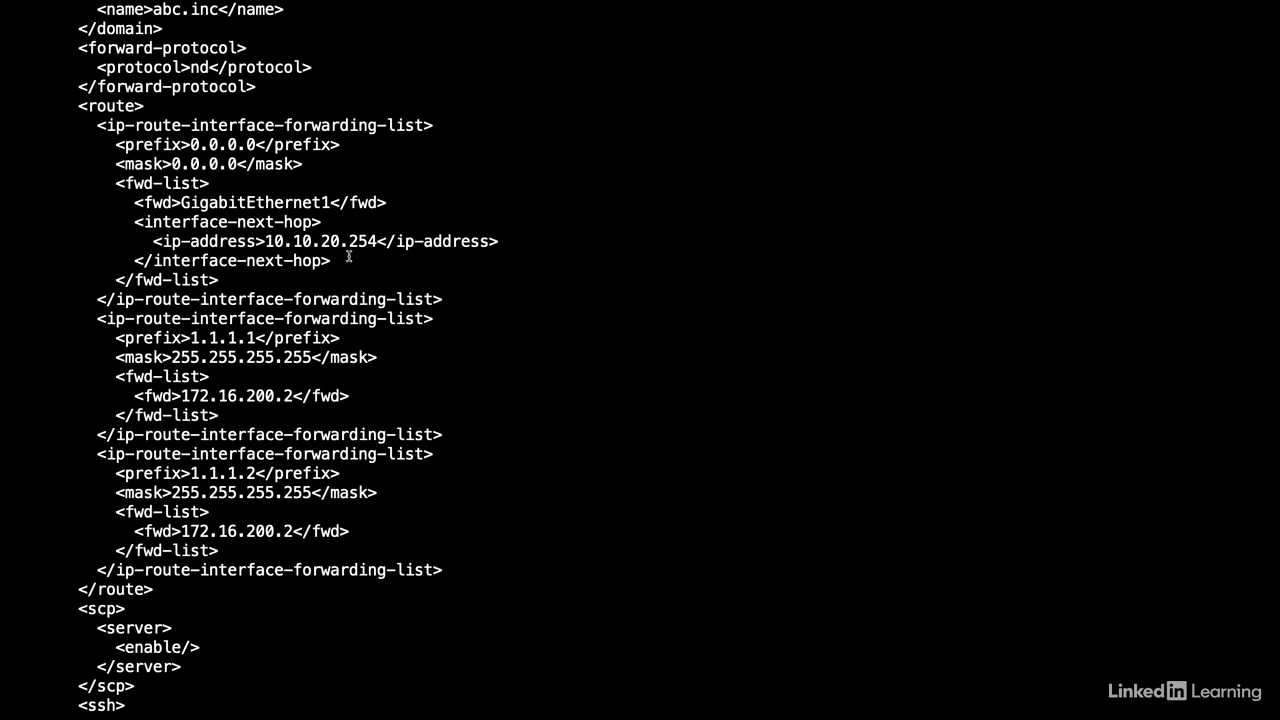 <name>abc.inc</name>
</domain>
<forward-protocol>
<protocol>nd</protocol>
</forward-protocol>
<route>
<ip-route-interface-forwarding-list>
<prefix>0.0.0.0</prefix>
<mask>0.0.0.0</mask>
<fwd-list>
<fwd>GigabitEthernet1</fwd>
<interface-next-hop>
<ip-address>10.10.20.254</ip-address>
</interface-next-hop>
</fwd-list>
</ip-route-interface-forwarding-list>
<ip-route-interface-forwarding-list>
<prefix>1.1.1.1</prefix>
<mask>255.255.255.255</mask>
<fwd-list>
<fwd>172.16.200.2</fwd>
</fwd-list>
</ip-route-interface-forwarding-list>
<ip-route-interface-forwarding-list>
<prefix>1.1.1.2</prefix>
<mask>255.255.255.255</mask>
<fwd-list>
<fwd>172.16.200.2</fwd>
</fwd-list>
</ip-route-interface-forwarding-list>
</route>
<scp>
<server>
<enable/>
</server>
</scp>
<ssh>
Linked in Learning